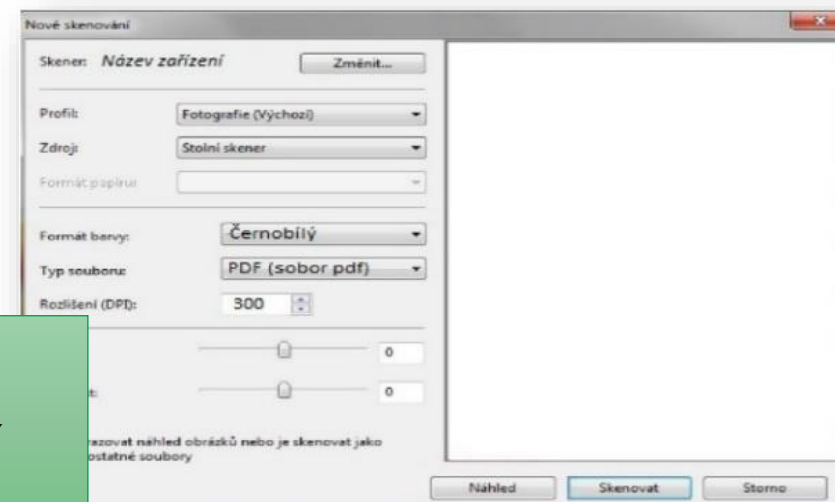 Nové skenování
Skener: Název zařízení Změnit...
Profil: Fotografie (Výchozí)
Zdroj: Stolní skener
Formát papíru:
Formát barvy: Černobílý
Typ souboru: PDF (sobor pdf)
Rozlišení (DPI): 300
0
t: 0
razovat náhled obrázků nebo je skenovat jako
ostatné soubory
Náhled Skenovat Storno